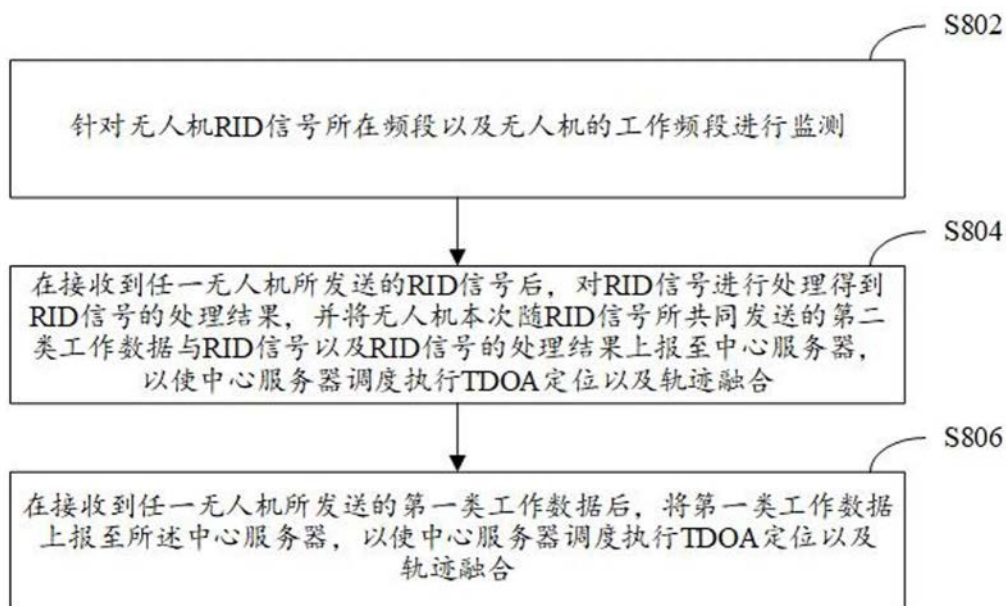 S802
针对无人机RID信号所在频段以及无人机的工作频段进行监测
S804
在接收到任一无人机所发送的RID信号后，对RID信号进行处理得到
RID信号的处理结果，并将无人机本次随RID信号所共同发送的第二
类工作数据与RID信号以及RID信号的处理结果上报至中心服务器，
以使中心服务器调度执行TDOA定位以及轨迹融合
S806
在接收到任一无人机所发送的第一类工作数据后，将第一类工作数据
上报至所述中心服务器，以使中心服务器调度执行TDOA定位以及
轨迹融合